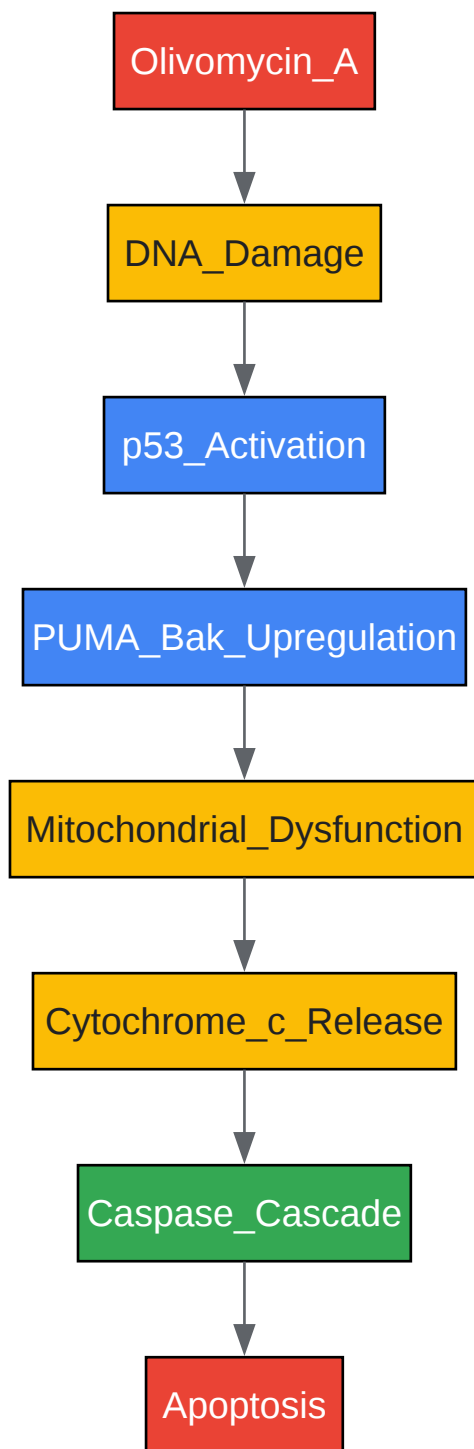 Olivomycin_A
DNA_Damage
p53_Activation
PUMA_Bak_Upregulation
Mitochondrial_Dysfunction
Cytochrome_c_Release
Caspase_Cascade
Apoptosis